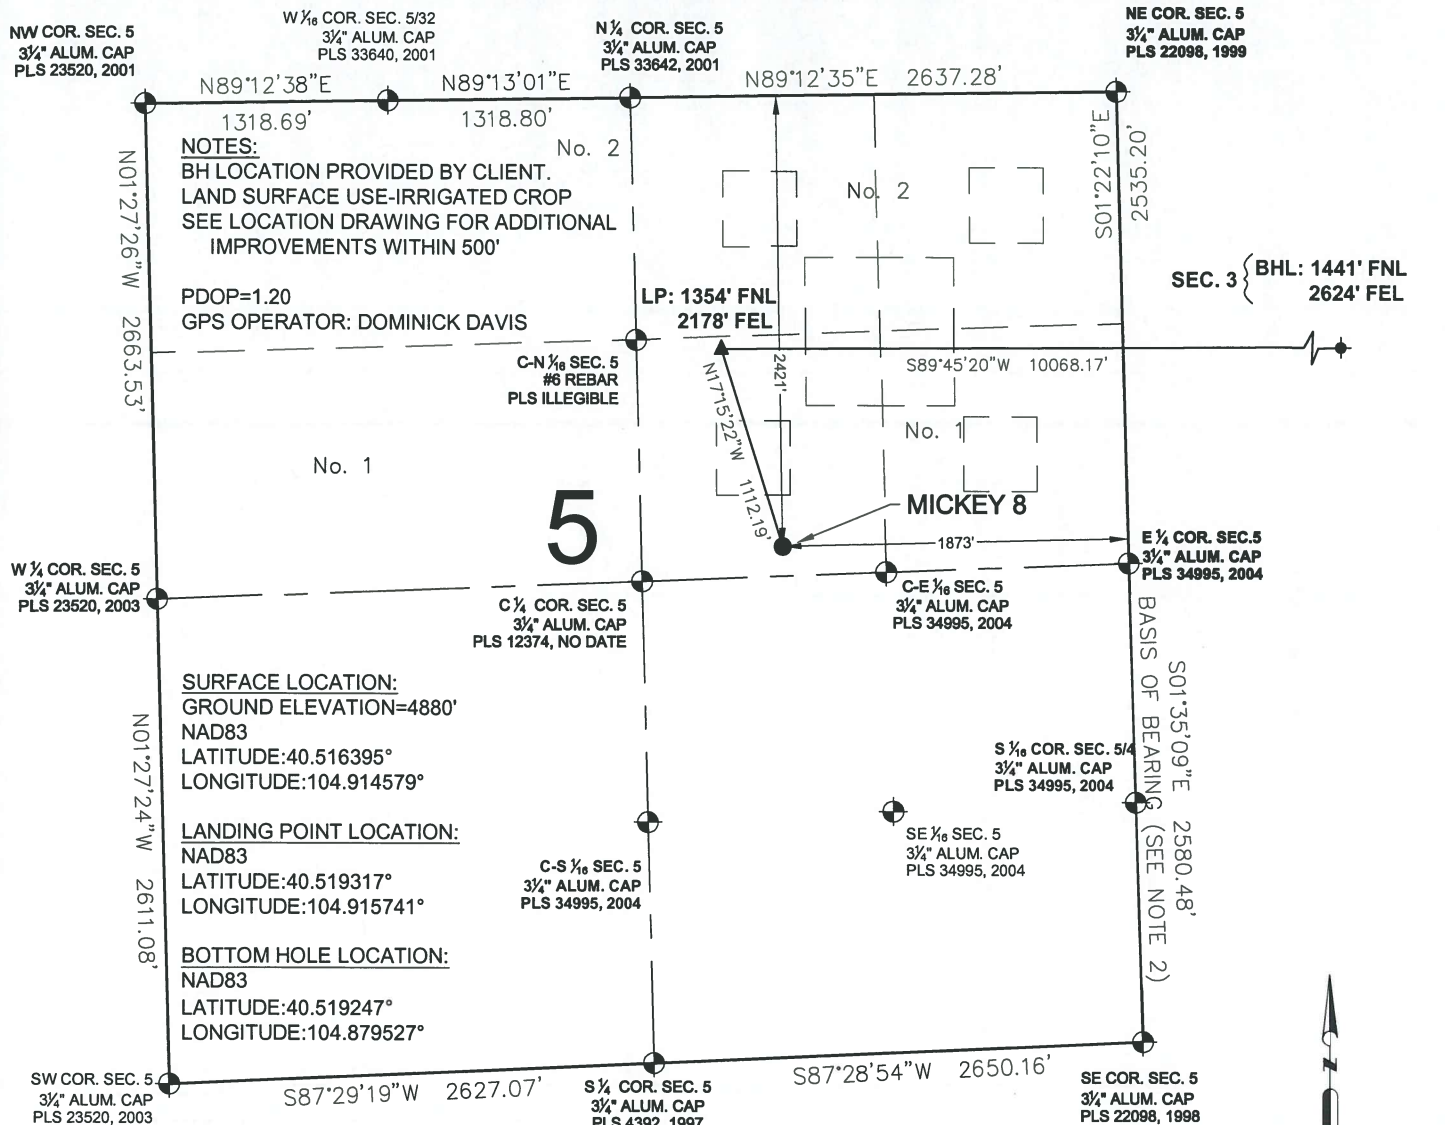 NW COR. SEC. 5
3¼" ALUM. CAP
PLS 23520, 2001
W 1/16 COR. SEC. 5/32
3¼" ALUM. CAP
PLS 33640, 2001
N ¼ COR. SEC. 5
3¼" ALUM. CAP
PLS 33642, 2001
NE COR. SEC. 5
3¼" ALUM. CAP
PLS 22098, 1999
N89°12'38"E
1318.69'
N89°13'01"E
1318.80'
N89°12'35"E 2637.28'
NOTES:
BH LOCATION PROVIDED BY CLIENT.
LAND SURFACE USE-IRRIGATED CROP
SEE LOCATION DRAWING FOR ADDITIONAL
IMPROVEMENTS WITHIN 500'
PDOP=1.20
GPS OPERATOR: DOMINICK DAVIS
No. 2
No. 2
S01°22'10"E
2535.20'
N01°27'26"W 2663.53'
LP: 1354' FNL
2178' FEL
SEC. 3 { BHL: 1441' FNL
2624' FEL
C-N 1/16 SEC. 5
#6 REBAR
PLS ILLEGIBLE
S89°45'20"W 10068.17'
2421'
N17°15'22"W 1112.19'
No. 1
No. 1
5
MICKEY 8
1873'
W ¼ COR. SEC. 5
3¼" ALUM. CAP
PLS 23520, 2003
C ¼ COR. SEC. 5
3¼" ALUM. CAP
PLS 12374, NO DATE
C-E 1/16 SEC. 5
3¼" ALUM. CAP
PLS 34995, 2004
E ¼ COR. SEC.5
3¼" ALUM. CAP
PLS 34995, 2004
SURFACE LOCATION:
GROUND ELEVATION=4880'
NAD83
LATITUDE:40.516395°
LONGITUDE:104.914579°
LANDING POINT LOCATION:
NAD83
LATITUDE:40.519317°
LONGITUDE:104.915741°
BOTTOM HOLE LOCATION:
NAD83
LATITUDE:40.519247°
LONGITUDE:104.879527°
N01°27'24"W 2611.08'
BASIS OF BEARING (SEE NOTE 2)
S01°35'09"E 2580.48'
S 1/16 COR. SEC. 5/4
3¼" ALUM. CAP
PLS 34995, 2004
SE 1/16 SEC. 5
3¼" ALUM. CAP
PLS 34995, 2004
C-S 1/16 SEC. 5
3¼" ALUM. CAP
PLS 34995, 2004
SW COR. SEC. 5
3¼" ALUM. CAP
PLS 23520, 2003
S87°29'19"W 2627.07'
S ¼ COR. SEC. 5
3¼" ALUM. CAP
PLS 4392, 1997
S87°28'54"W 2650.16'
SE COR. SEC. 5
3¼" ALUM. CAP
PLS 22098, 1998
N